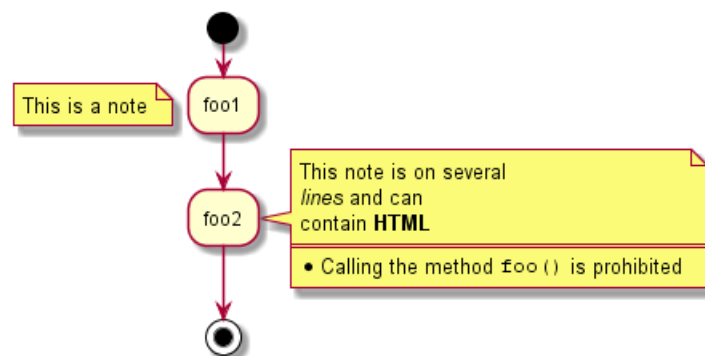 foo1
This is a note
This note is on several
lines and can
contain HTML
foo2
• Calling the method foo() is prohibited